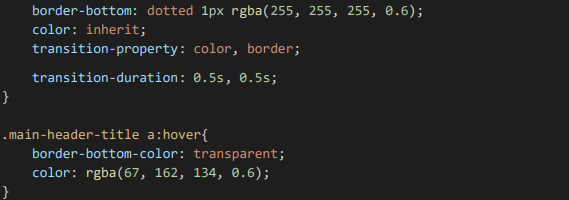 border-bottom: dotted 1px rgba(255, 255, 255, 0.6);
color: inherit;
transition-property: color, border;
transition-duration: 0.5s, 0.5s;
}
.main-header-title a:hover{
border-bottom-color: transparent;
color: rgba(67, 162, 134, 0.6);
}